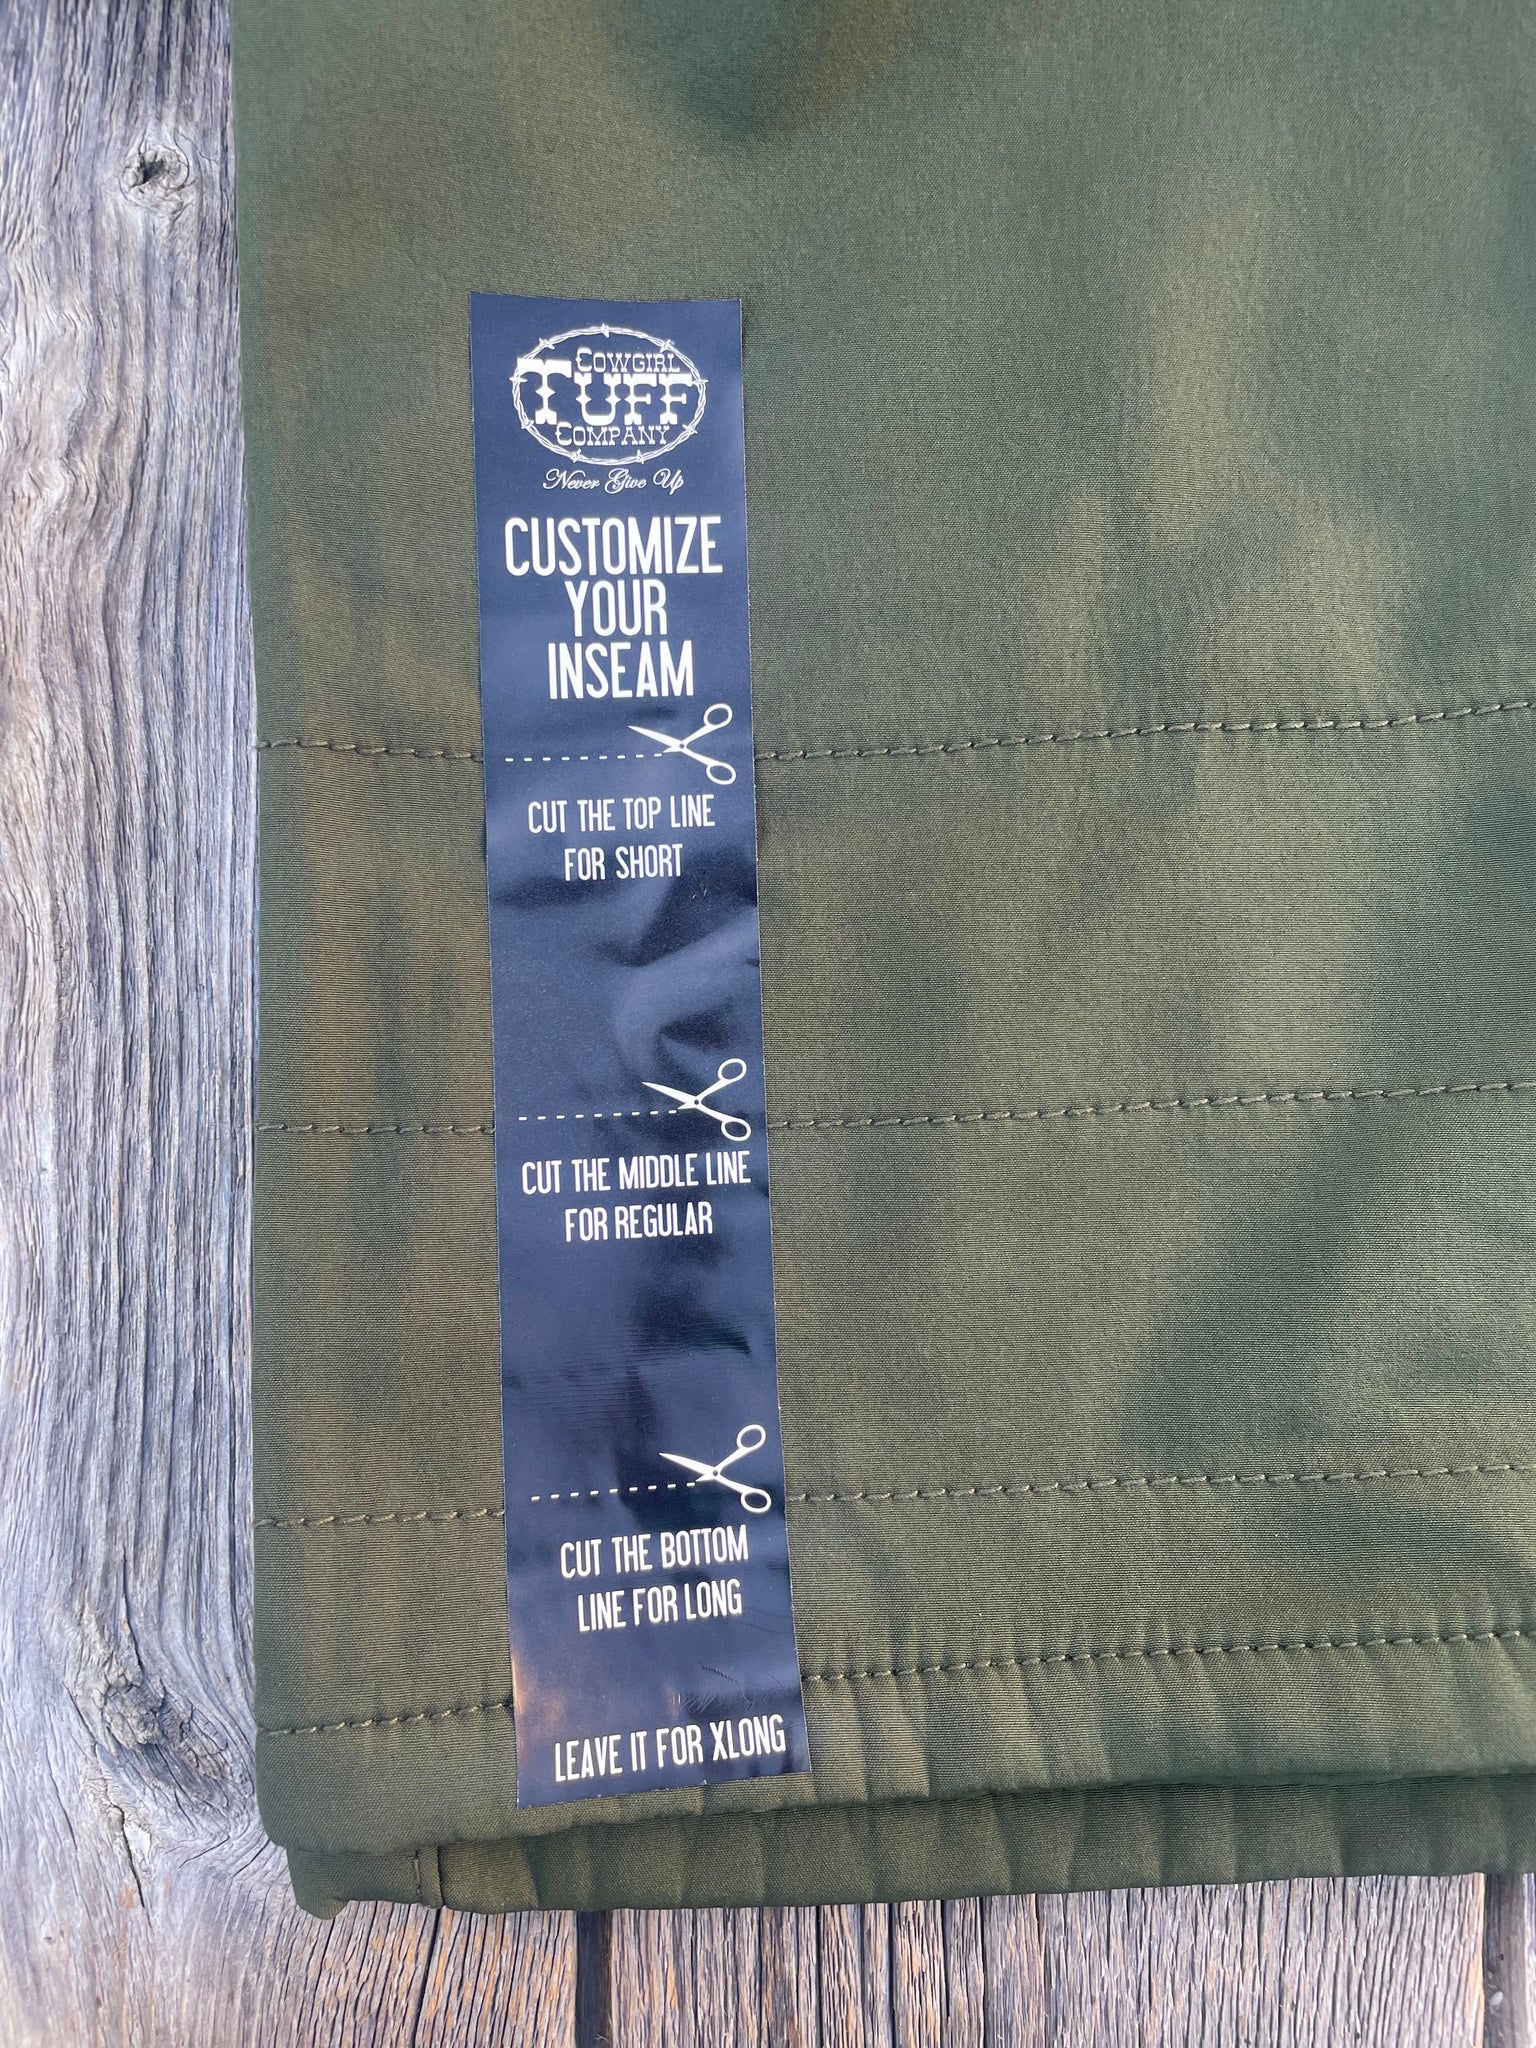 COWGIRL
TUFF
COMPANY
Never Give Up
CUSTOMIZE
YOUR
INSEAM
CUT THE TOP LINE
FOR SHORT
CUT THE MIDDLE LINE
FOR REGULAR
CUT THE BOTTOM
LINE FOR LONG
LEAVE IT FOR XLONG